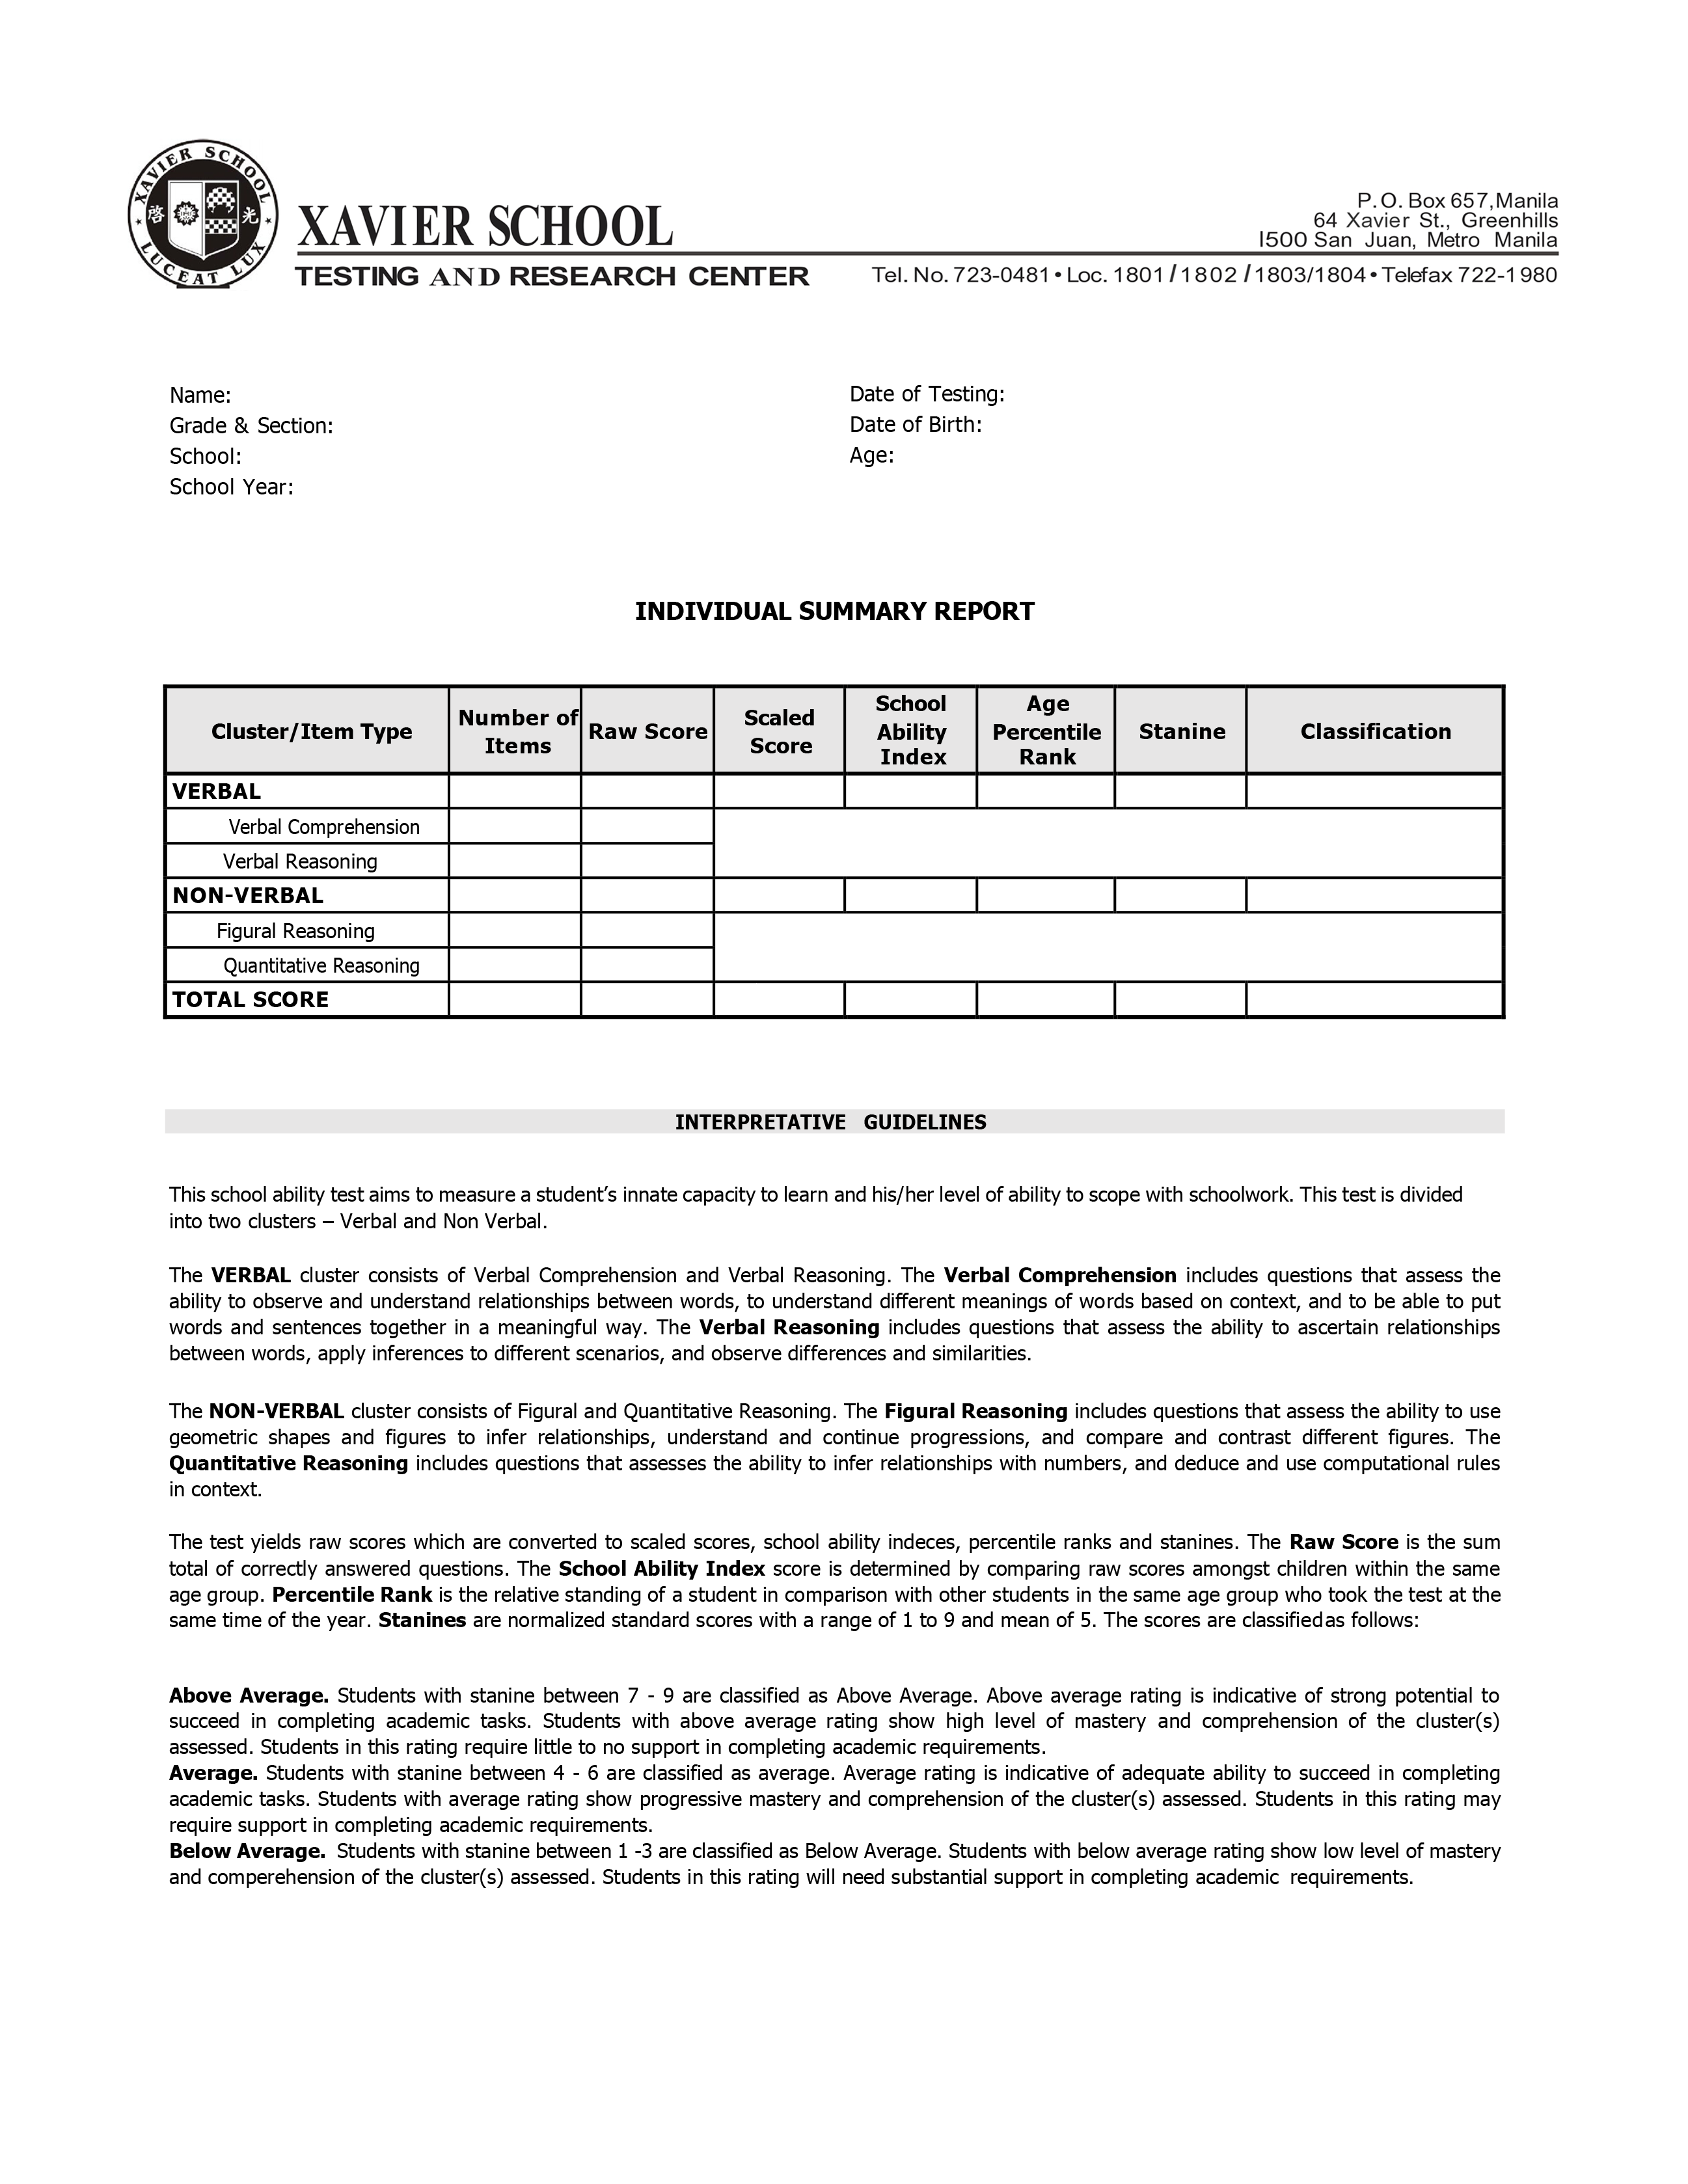 XAVIER SCHOOL
啓 光
LUCEAT LUX
XAVIER SCHOOL
TESTING AND RESEARCH CENTER
P.O. Box 657,Manila
64 Xavier St., Greenhills
I500 San Juan, Metro Manila
Tel. No. 723-0481 • Loc. 1801/1802/1803/1804 • Telefax 722-1980
Name:
Grade & Section:
School:
School Year:
Date of Testing:
Date of Birth:
Age:
INDIVIDUAL SUMMARY REPORT
Cluster/Item Type
Number of
Items
Raw Score
Scaled
Score
School
Ability
Index
Age
Percentile
Rank
Stanine
Classification
VERBAL
Verbal Comprehension
Verbal Reasoning
NON-VERBAL
Figural Reasoning
Quantitative Reasoning
TOTAL SCORE
INTERPRETATIVE GUIDELINES
This school ability test aims to measure a student’s innate capacity to learn and his/her level of ability to scope with schoolwork. This test is divided
into two clusters – Verbal and Non Verbal.
The VERBAL cluster consists of Verbal Comprehension and Verbal Reasoning. The Verbal Comprehension includes questions that assess the
ability to observe and understand relationships between words, to understand different meanings of words based on context, and to be able to put
words and sentences together in a meaningful way. The Verbal Reasoning includes questions that assess the ability to ascertain relationships
between words, apply inferences to different scenarios, and observe differences and similarities.
The NON-VERBAL cluster consists of Figural and Quantitative Reasoning. The Figural Reasoning includes questions that assess the ability to use
geometric shapes and figures to infer relationships, understand and continue progressions, and compare and contrast different figures. The
Quantitative Reasoning includes questions that assesses the ability to infer relationships with numbers, and deduce and use computational rules
in context.
The test yields raw scores which are converted to scaled scores, school ability indeces, percentile ranks and stanines. The Raw Score is the sum
total of correctly answered questions. The School Ability Index score is determined by comparing raw scores amongst children within the same
age group. Percentile Rank is the relative standing of a student in comparison with other students in the same age group who took the test at the
same time of the year. Stanines are normalized standard scores with a range of 1 to 9 and mean of 5. The scores are classifiedas follows:
Above Average. Students with stanine between 7 - 9 are classified as Above Average. Above average rating is indicative of strong potential to
succeed in completing academic tasks. Students with above average rating show high level of mastery and comprehension of the cluster(s)
assessed. Students in this rating require little to no support in completing academic requirements.
Average. Students with stanine between 4 - 6 are classified as average. Average rating is indicative of adequate ability to succeed in completing
academic tasks. Students with average rating show progressive mastery and comprehension of the cluster(s) assessed. Students in this rating may
require support in completing academic requirements.
Below Average. Students with stanine between 1 -3 are classified as Below Average. Students with below average rating show low level of mastery
and comperehension of the cluster(s) assessed. Students in this rating will need substantial support in completing academic requirements.